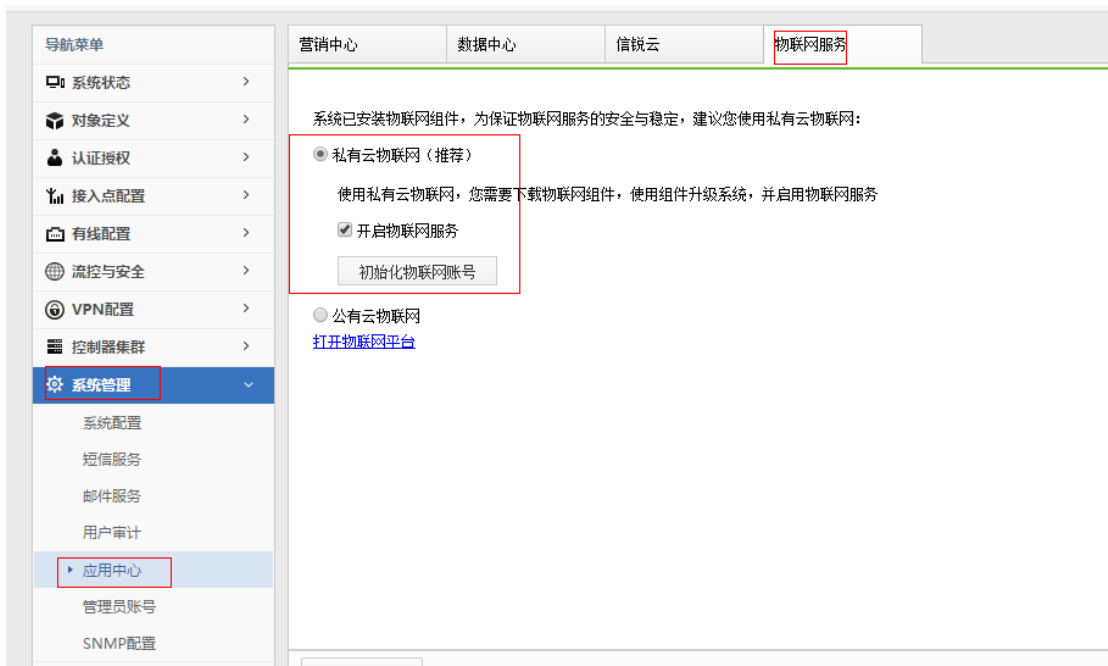 导航菜单
系统状态
对象定义
认证授权
接入点配置
有线配置
流控与安全
VPN配置
控制器集群
系统管理
系统配置
短信服务
邮件服务
用户审计
应用中心
管理员账号
SNMP配置
营销中心 数据中心 信锐云 物联网服务
系统已安装物联网组件，为保证物联网服务的安全与稳定，建议您使用私有云物联网：
私有云物联网（推荐）
使用私有云物联网，您需要下载物联网组件，使用组件升级系统，并启用物联网服务
开启物联网服务
初始化物联网账号
公有云物联网
打开物联网平台